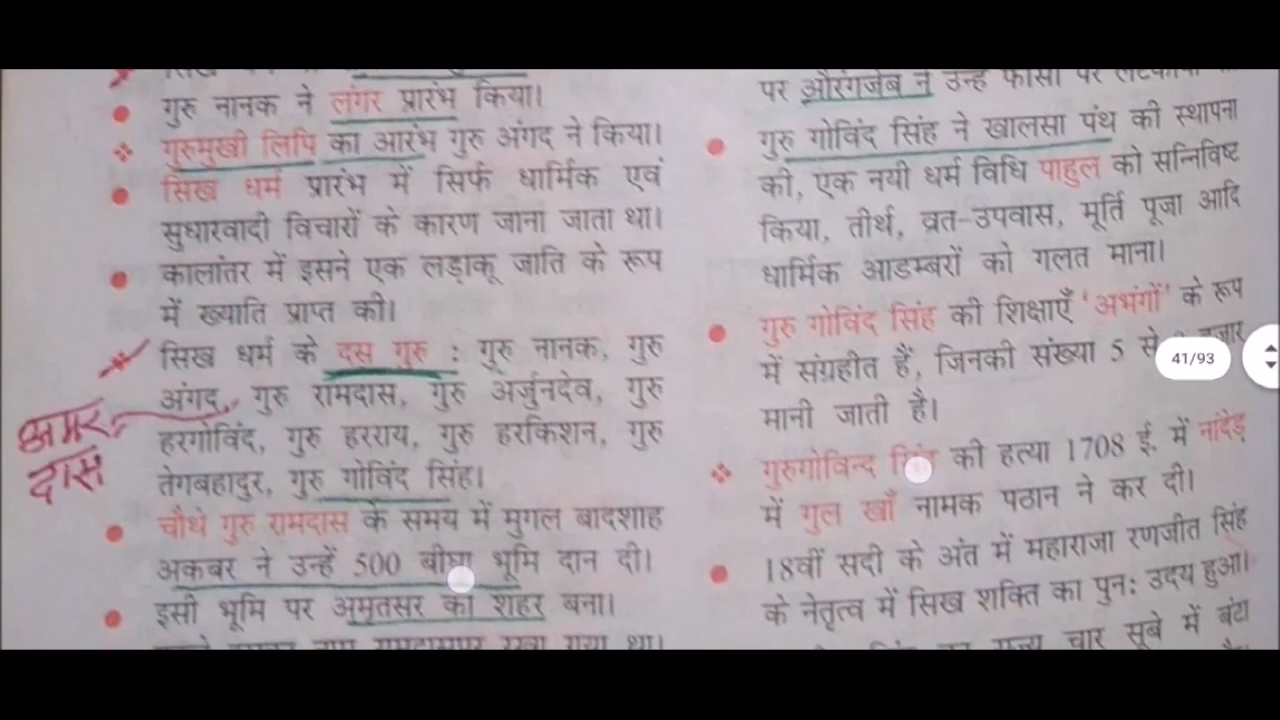 गुरु नानक ने लंगर प्रारंभ किया।
गुरुमुखी लिपि का आरंभ गुरु अंगद ने किया।
सिख धर्म प्रारंभ में सिर्फ धार्मिक एवं
सुधारवादी विचारों के कारण जाना जाता था।
कालांतर में इसने एक लड़ाकू जाति के रूप
में ख्याति प्राप्त की।
सिख धर्म के दस गुरु : गुरु नानक, गुरु
अंगद, गुरु रामदास, गुरु अर्जुनदेव, गुरु
अमर
दास
हरगोविंद, गुरु हरराय, गुरु हरकिशन, गुरु
तेगबहादुर, गुरु गोविंद सिंह।
चौथे गुरु रामदास के समय में मुगल बादशाह
अकबर ने उन्हें 500 बीघा भूमि दान दी।
इसी भूमि पर अमृतसर का शहर बना।
पर औरंगजेब ने उन्हें फांसी पर
गुरु गोविंद सिंह ने खालसा पंथ की स्थापना
की, एक नयी धर्म विधि पाहुल को सन्निविष्ट
किया, तीर्थ, व्रत-उपवास, मूर्ति पूजा आदि
धार्मिक आडम्बरों को गलत माना।
गुरु गोविंद सिंह की शिक्षाएँ 'अभंगों' के रूप
में संग्रहीत हैं, जिनकी संख्या 5 से हजार
मानी जाती है।
गुरुगोविन्द सिंह की हत्या 1708 ई. में नांदेड़
में गुल खाँ नामक पठान ने कर दी।
18वीं सदी के अंत में महाराजा रणजीत सिंह
के नेतृत्व में सिख शक्ति का पुन: उदय हुआ।
चार सूबे में बंटा
41/93